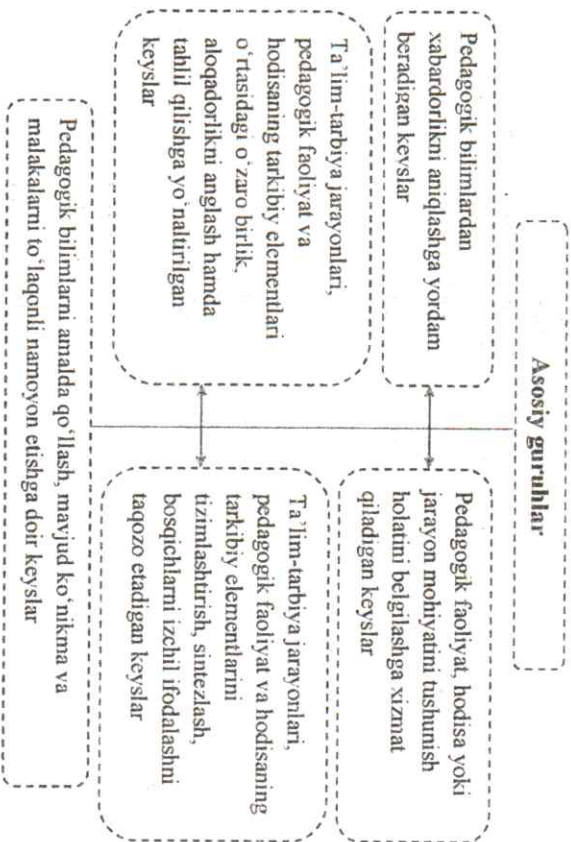 Asosiy guruhlar
Pedagogik bilimlardan
xabardorlikni aniqlashga yordam
beradigan keyslar
Pedagogik faoliyat, hodisa yoki
jarayon mohiyatini tushunish
holatini belgilashga xizmat
qiladigan keyslar
Ta’lim-tarbiya jarayonlari,
pedagogik faoliyat va
hodisaning tarkibiy elementlari
o‘rtasidagi o‘zaro birlik,
aloqadorlikni anglash hamda
tahlil qilishga yo‘naltirilgan
keyslar
Ta’lim-tarbiya jarayonlari,
pedagogik faoliyat va hodisaning
tarkibiy elementlarini
tizimlashtirish, sintezlash,
bosqichlarni izchil ifodalashni
taqozo etadigan keyslar
Pedagogik bilimlarni amalda qo‘llash, mavjud ko‘nikma va
malakalarni to‘laqonli namoyon etishga doir keyslar